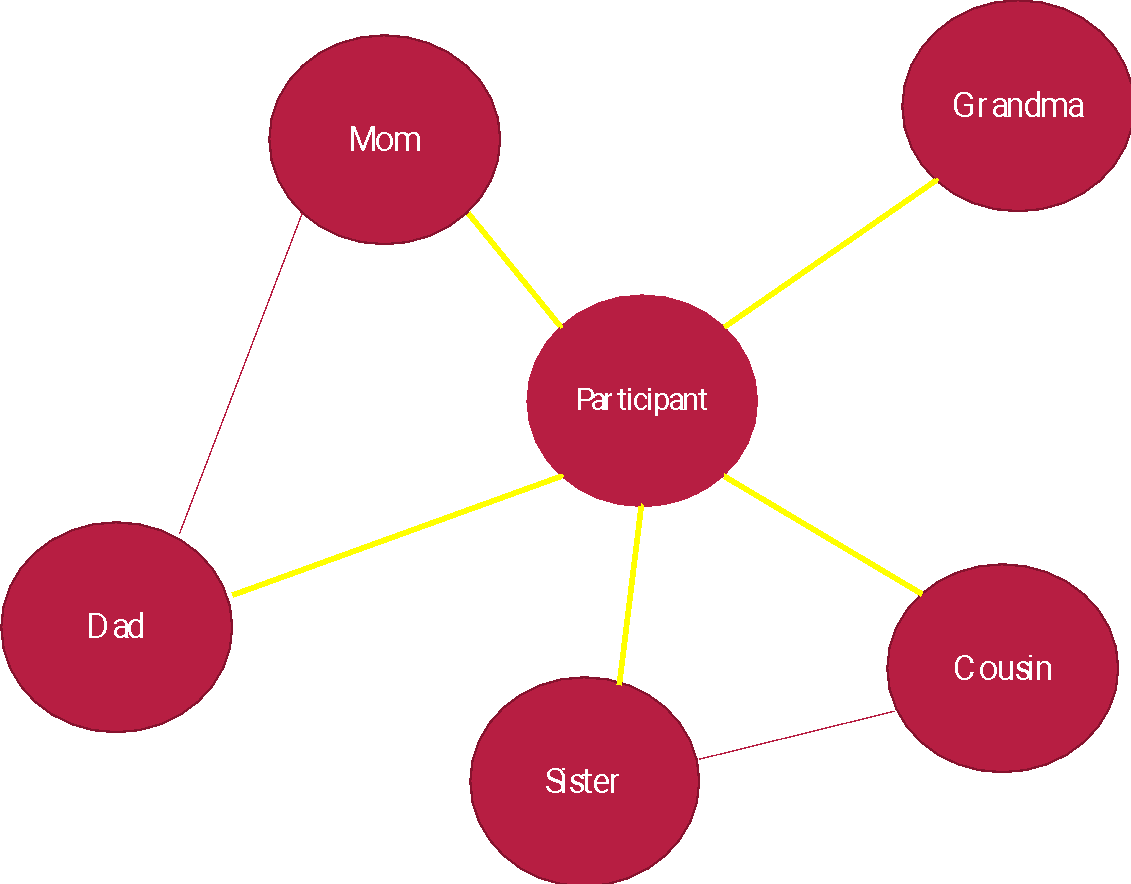 Grandma
Mom
Participant
Dad
Cousin
Sister